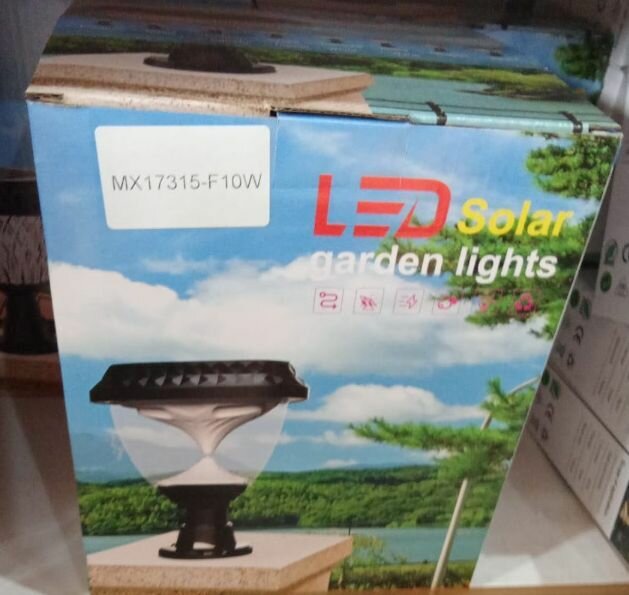 MX17315-F10W
LED Solar
garden lights